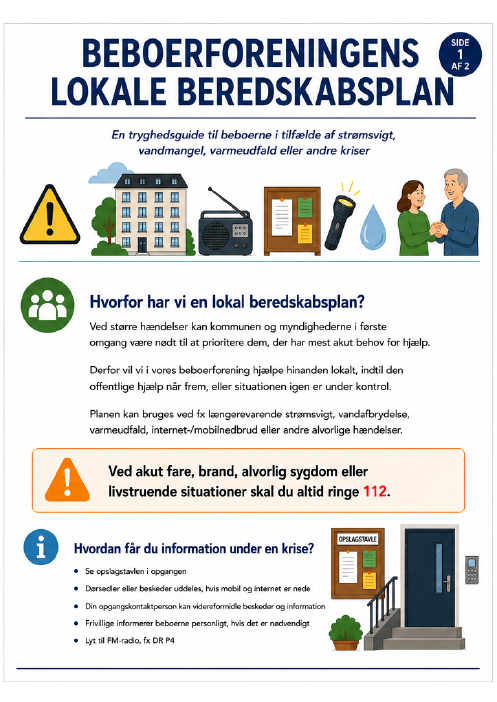 BEBOERFORENINGENS
LOKALE BEREDSKABSPLAN
SIDE
1
AF 2
En tryghedsguide til beboerne i tilfælde af strømsvigt,
vandmangel, varmeudfald eller andre kriser
Hvorfor har vi en lokal beredskabsplan?
Ved større hændelser kan kommunen og myndighederne i første
omgang være nødt til at prioritere dem, der har mest akut behov for hjælp.
Derfor vil vi i vores beboerforening hjælpe hinanden lokalt, indtil den
offentlige hjælp når frem, eller situationen igen er under kontrol.
Planen kan bruges ved fx længerevarende strømsvigt, vandafbrydelse,
varmeudfald, internet-/mobilnedbrud eller andre alvorlige hændelser.
Ved akut fare, brand, alvorlig sygdom eller
livstruende situationer skal du altid ringe 112.
Hvordan får du information under en krise?
• Se opslagstavlen i opgangen
• Dørsedler eller beskeder uddeles, hvis mobil og internet er nede
• Din opgangskontaktperson kan videreformidle beskeder og information
• Frivillige informerer beboerne personligt, hvis det er nødvendigt
• Lyt til FM-radio, fx DR P4
OPSLAGSTAVLE